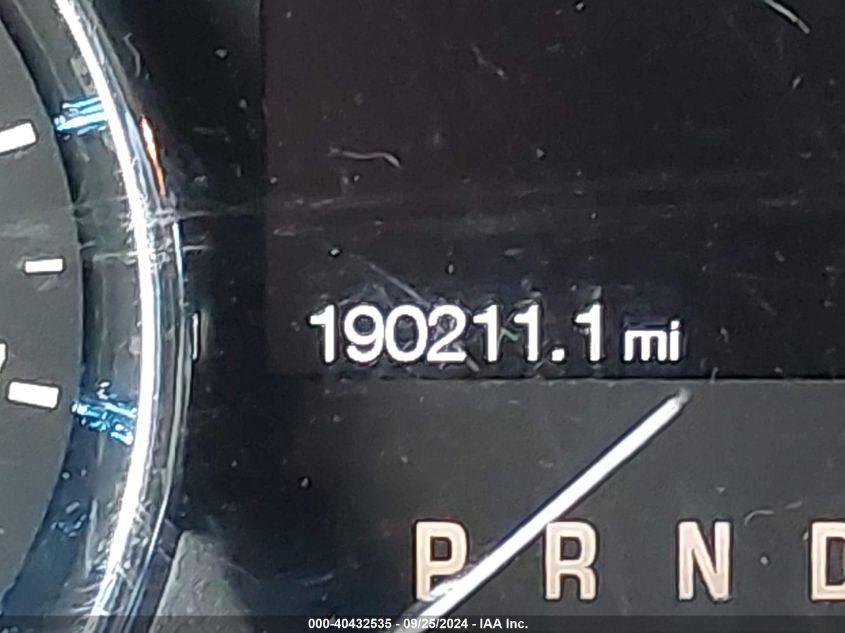 190211.1 mi
P R N D
000-40432535 - 09/25/2024 - IAA Inc.